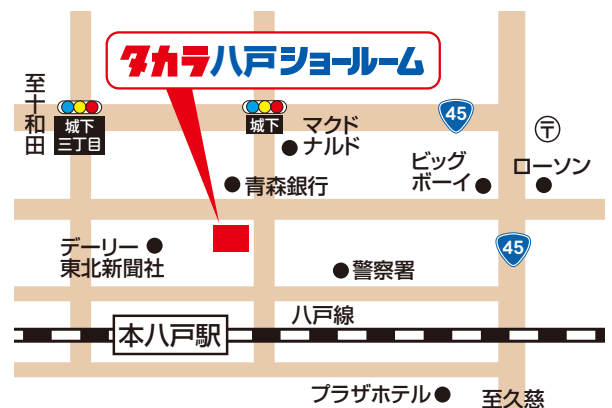 タカラ八戸ショールーム
至十和田
城下
三丁目
城下
マクド
ナルド
45
〒
ビッグ
ボーイ
ローソン
青森銀行
デーリー
東北新聞社
警察署
45
八戸線
本八戸駅
プラザホテル
至久慈